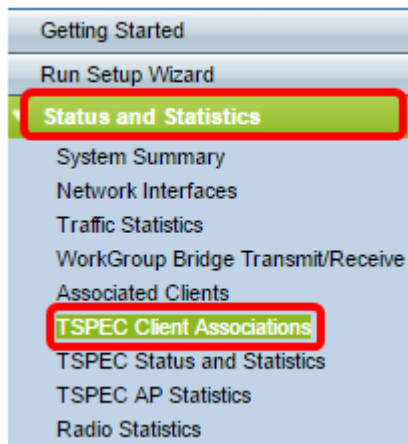 Getting Started
Run Setup Wizard
Status and Statistics
System Summary
Network Interfaces
Traffic Statistics
WorkGroup Bridge Transmit/Receive
Associated Clients
TSPEC Client Associations
TSPEC Status and Statistics
TSPEC AP Statistics
Radio Statistics